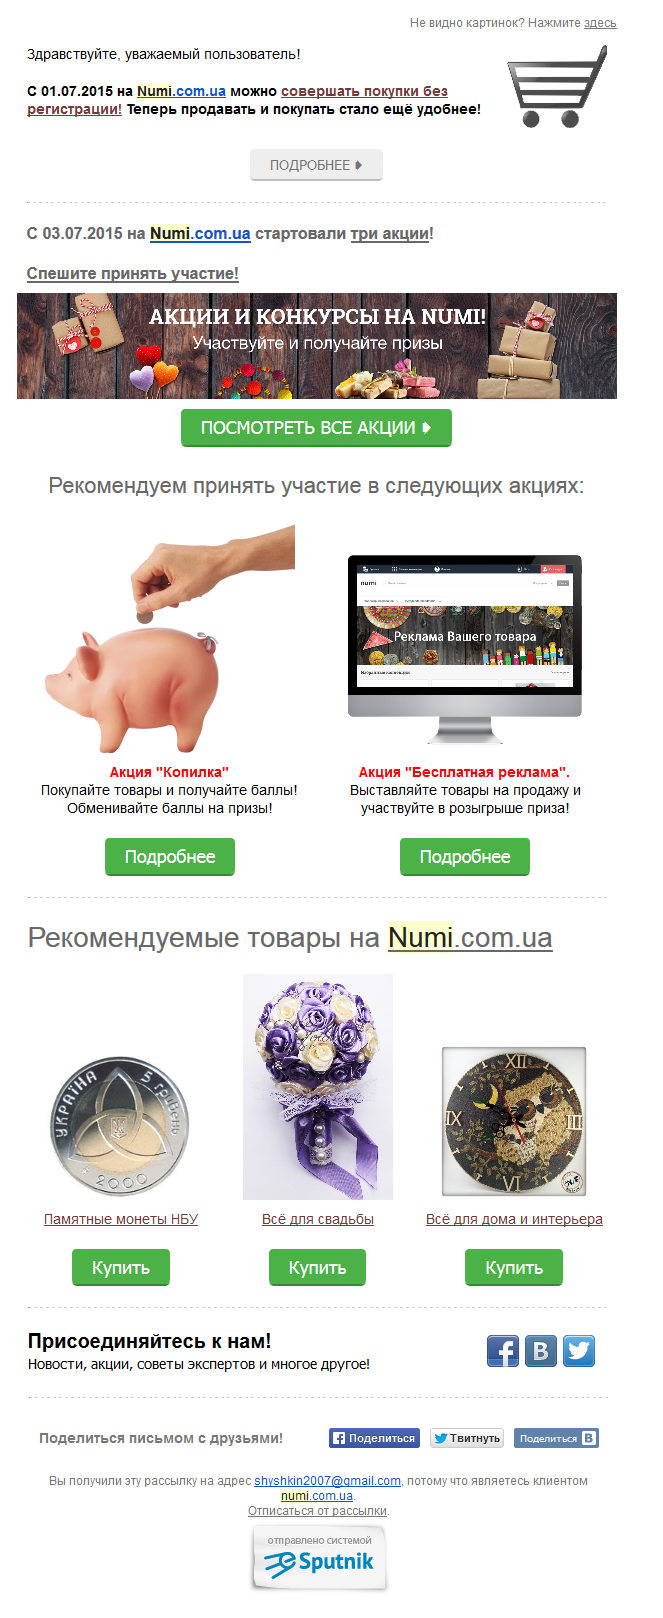 Не видно картинок? Нажмите здесь
Здравствуйте, уважаемый пользователь!
С 01.07.2015 на Numi.com.ua можно совершать покупки без
регистрации! Теперь продавать и покупать стало ещё удобнее!
ПОДРОБНЕЕ
С 03.07.2015 на Numi.com.ua стартовали три акции!
Спешите принять участие!
АКЦИИ И КОНКУРСЫ НА NUMI!
Участвуйте и получайте призы
ПОСМОТРЕТЬ ВСЕ АКЦИИ
Рекомендуем принять участие в следующих акциях:
numi
Реклама Вашего товара
Акция "Копилка"
Покупайте товары и получайте баллы!
Обменивайте баллы на призы!
Акция "Бесплатная реклама".
Выставляйте товары на продажу и
участвуйте в розыгрыше приза!
Подробнее
Подробнее
Рекомендуемые товары на Numi.com.ua
УКРАЇНА 5 гривень
2000
XII
III
VI
IX
Памятные монеты НБУ
Всё для свадьбы
Всё для дома и интерьера
Купить
Купить
Купить
Присоединяйтесь к нам!
Новости, акции, советы экспертов и многое другое!
Поделиться письмом с друзьями!
Поделиться
Твитнуть
Поделиться
Вы получили эту рассылку на адрес shyshkin2007@gmail.com, потому что являетесь клиентом
numi.com.ua.
Отписаться от рассылки.
отправлено системой
eSputnik